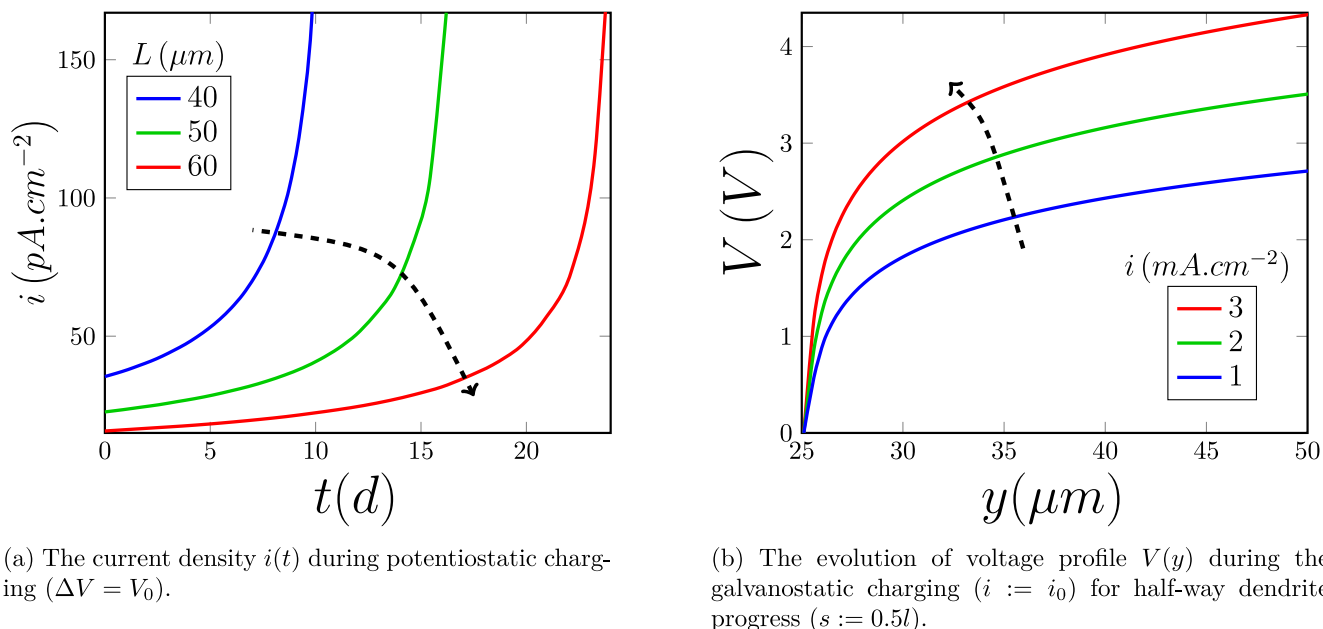 150
100
50
0
5
10
15
20
i (pA.cm⁻²)
t(d)
L (μm)
40
50
60
4
3
2
1
0
25
30
35
40
45
50
V (V)
y(μm)
i (mA.cm⁻²)
3
2
1
(a) The current density i(t) during potentiostatic charg-
ing (ΔV = V₀).
(b) The evolution of voltage profile V(y) during the
galvanostatic charging (i := i₀) for half-way dendrite
progress (s := 0.5l).